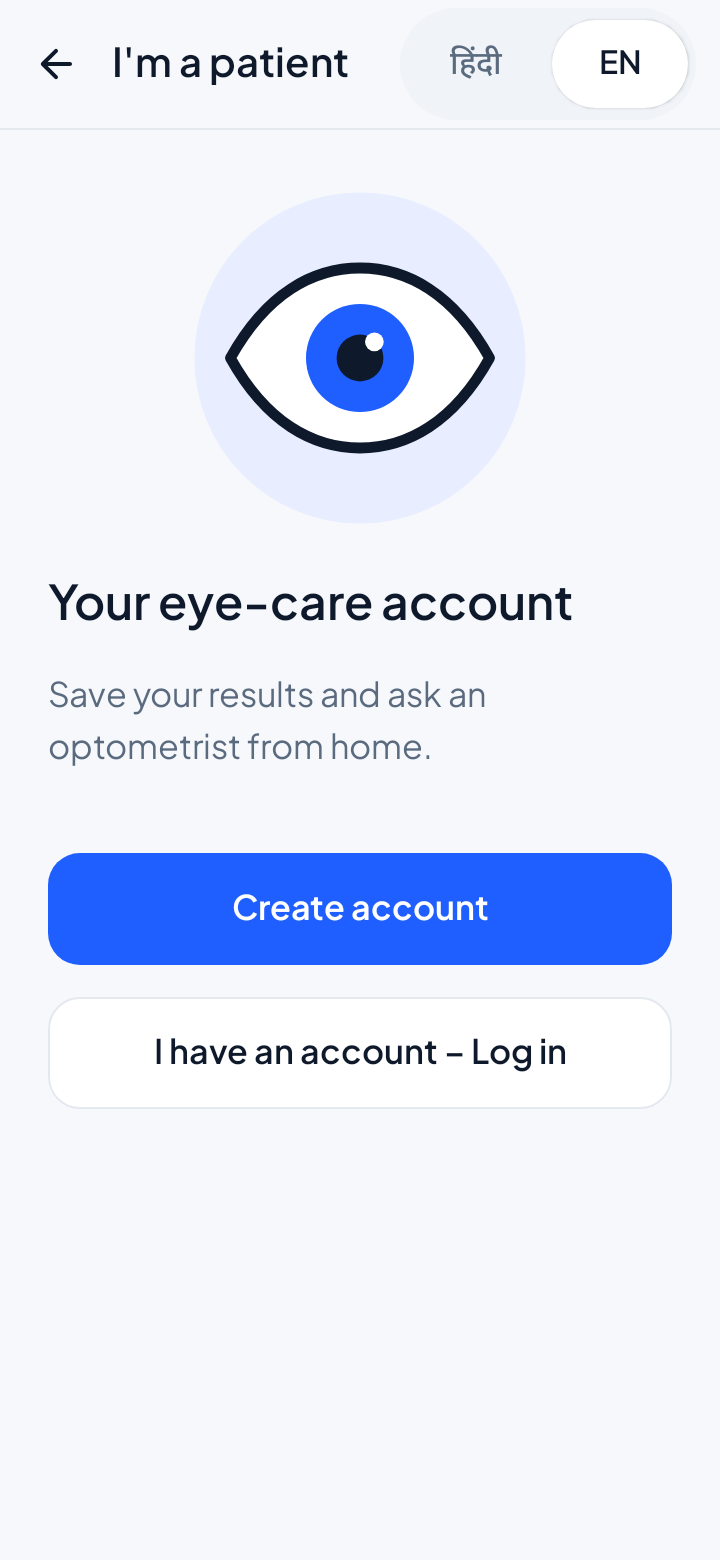 I'm a patient
हिंदी
EN
Your eye-care account
Save your results and ask an
optometrist from home.
Create account
I have an account – Log in